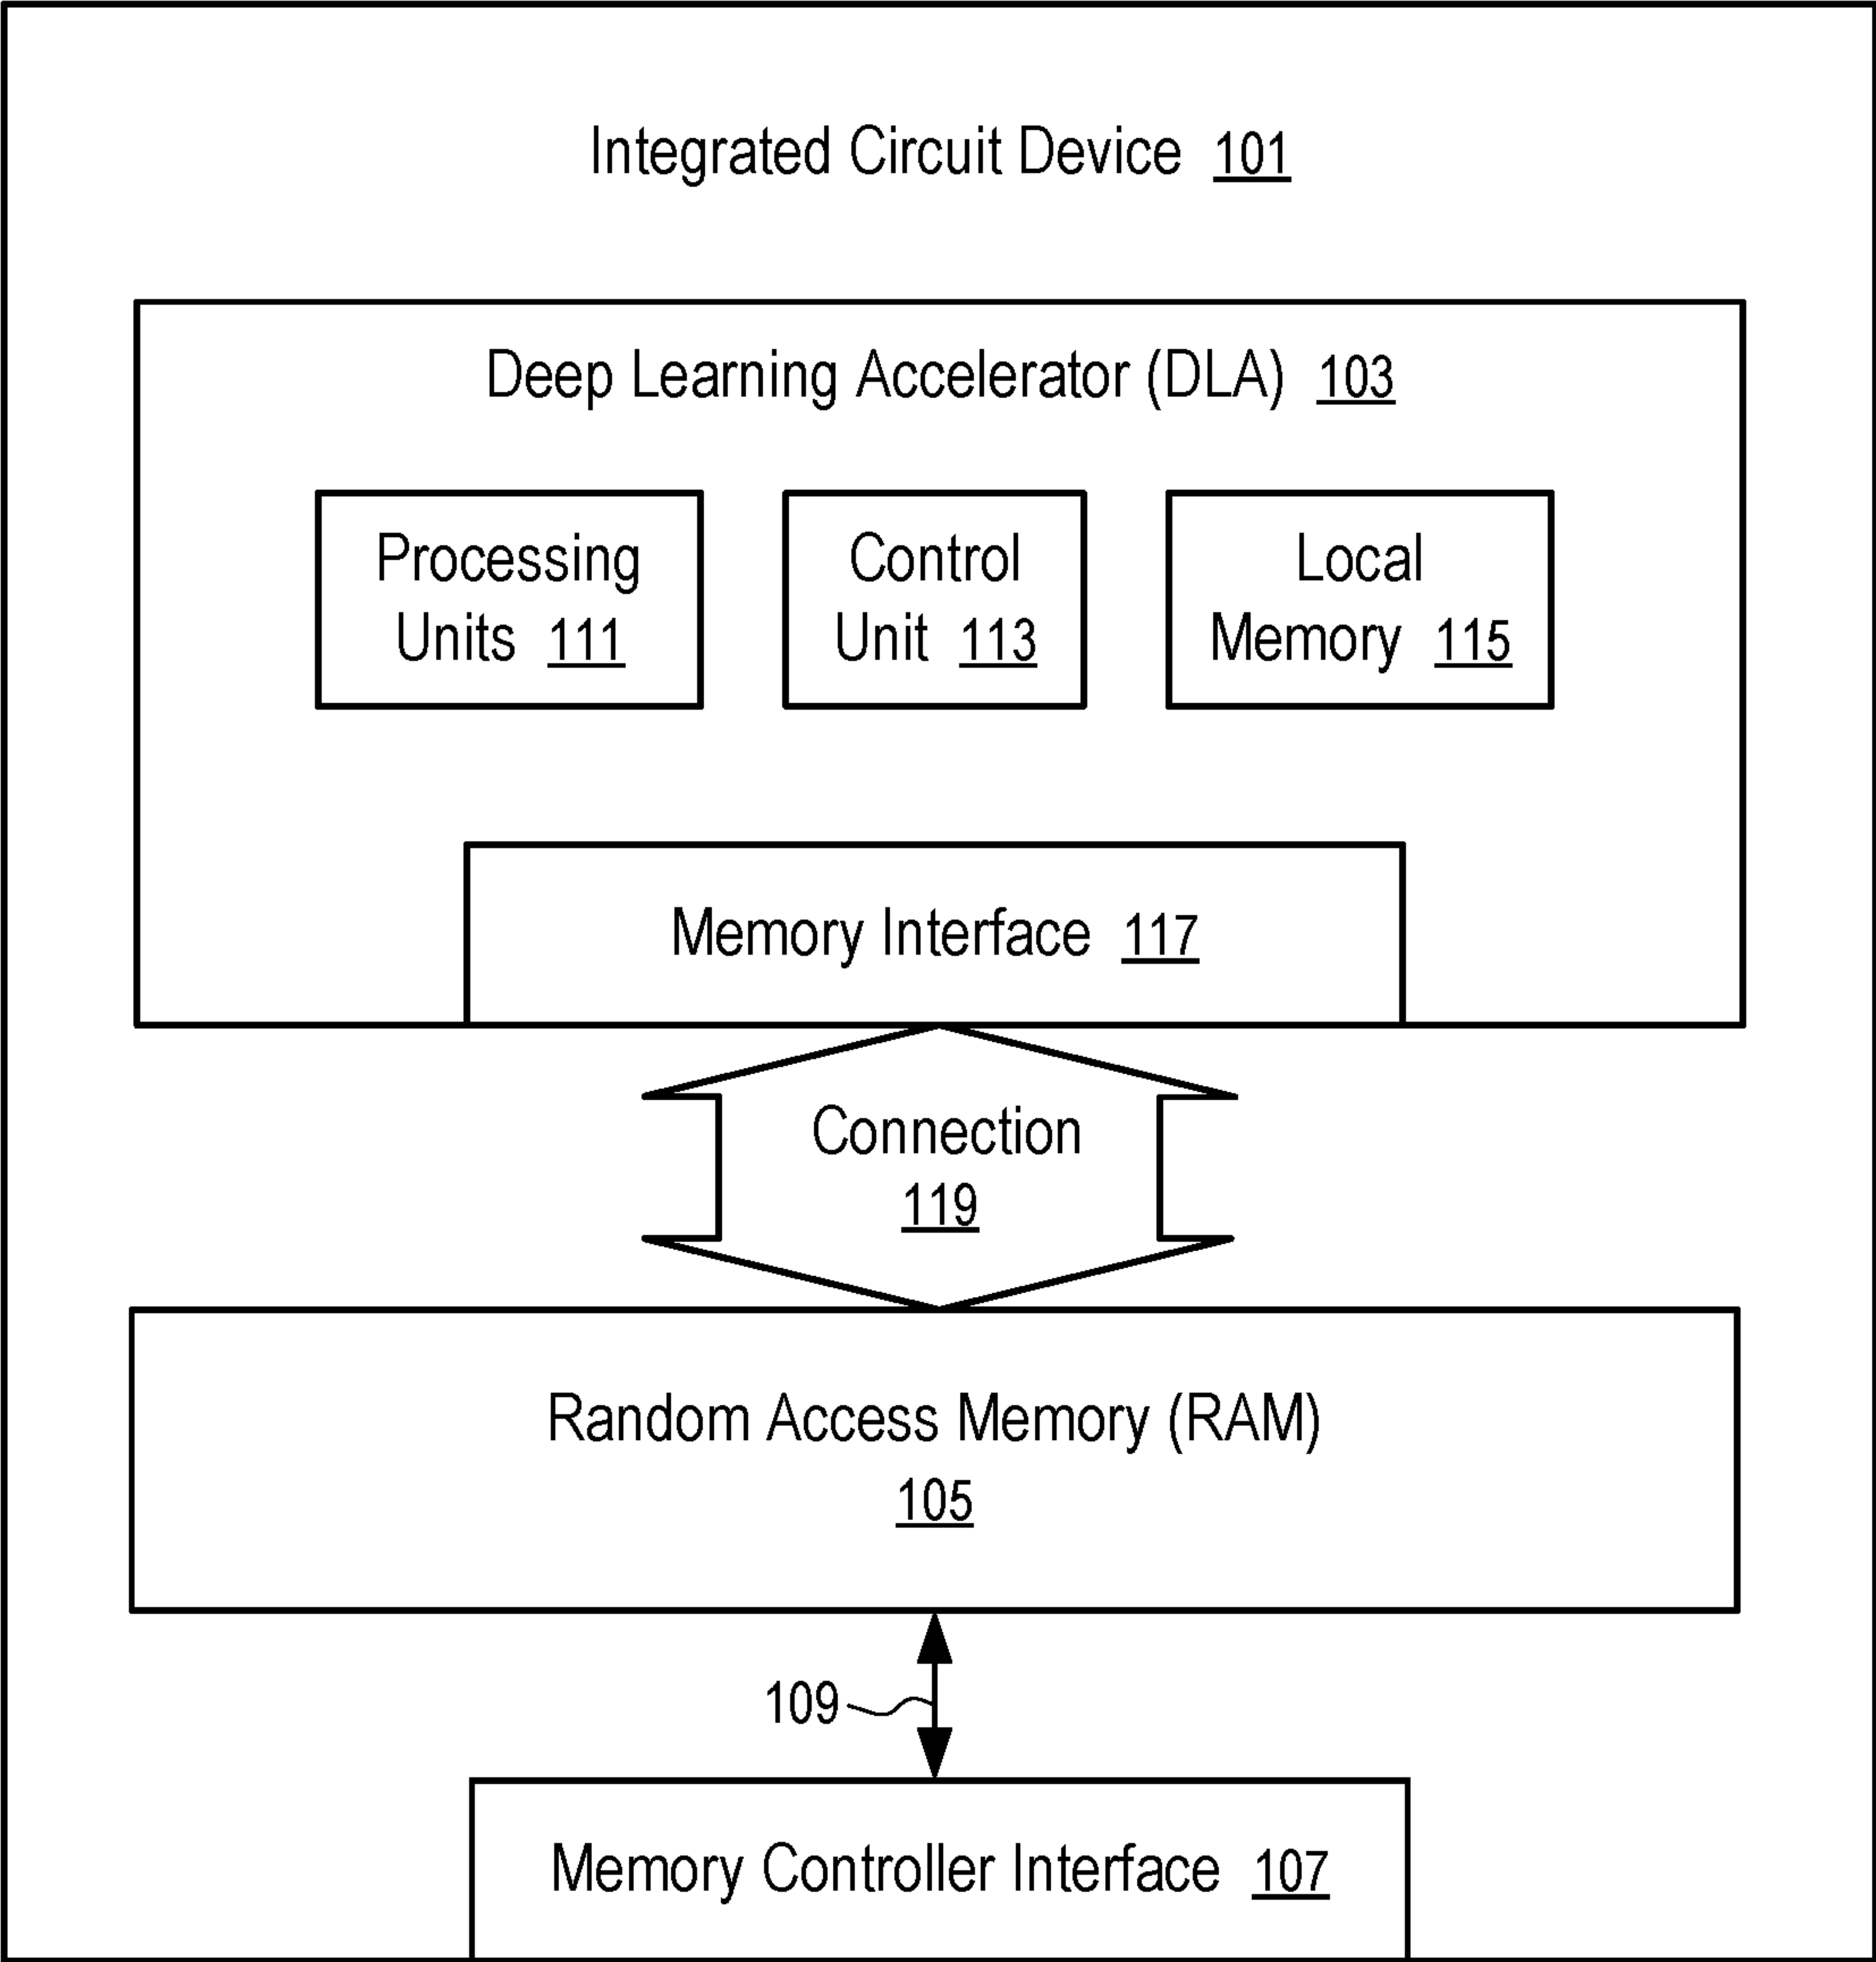 Integrated Circuit Device 101
Deep Learning Accelerator (DLA) 103
Processing
Units 111
Control
Unit 113
Local
Memory 115
Memory Interface 117
Connection
119
Random Access Memory (RAM)
105
109
Memory Controller Interface 107